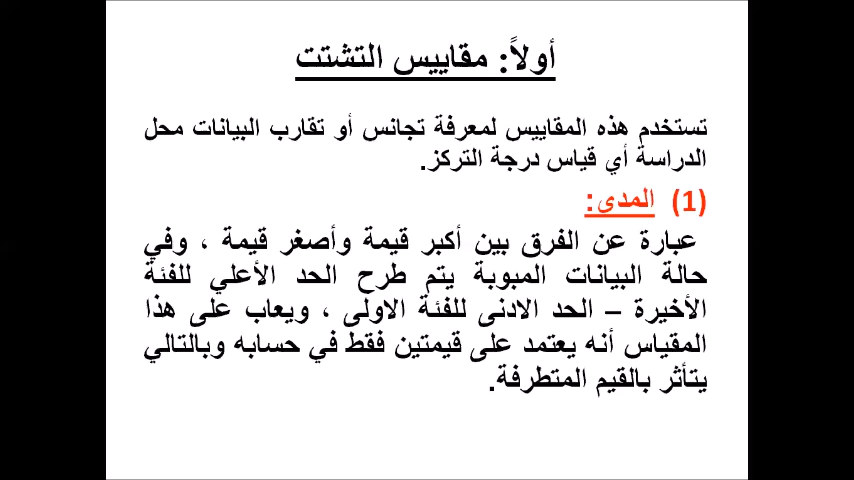 أولاً: مقاييس التشتت
تستخدم هذه المقاييس لمعرفة تجانس أو تقارب البيانات محل
الدراسة أي قياس درجة التركز.
(1) المدى:
عبارة عن الفرق بين أكبر قيمة وأصغر قيمة ، وفي
حالة البيانات المبوبة يتم طرح الحد الأعلي للفئة
الأخيرة – الحد الادنى للفئة الاولى ، ويعاب على هذا
المقياس أنه يعتمد على قيمتين فقط في حسابه وبالتالي
يتأثر بالقيم المتطرفة.